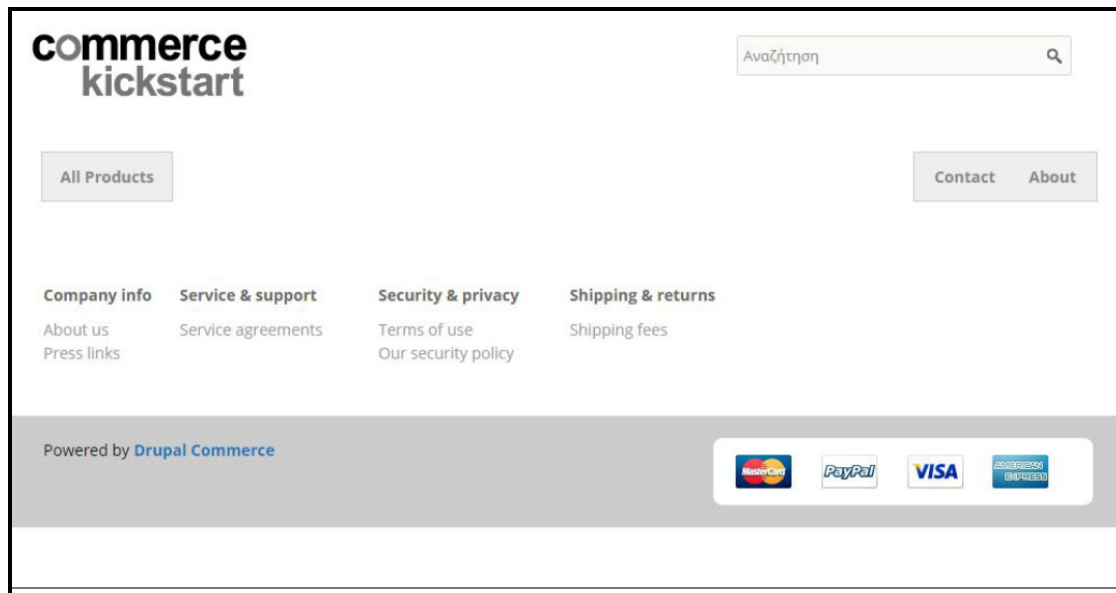 commerce
kickstart
Αναζήτηση
All Products
Contact About
Company info Service & support Security & privacy Shipping & returns
About us Service agreements Terms of use Shipping fees
Press links Our security policy
Powered by Drupal Commerce
MasterCard PayPal VISA AMERICAN EXPRESS